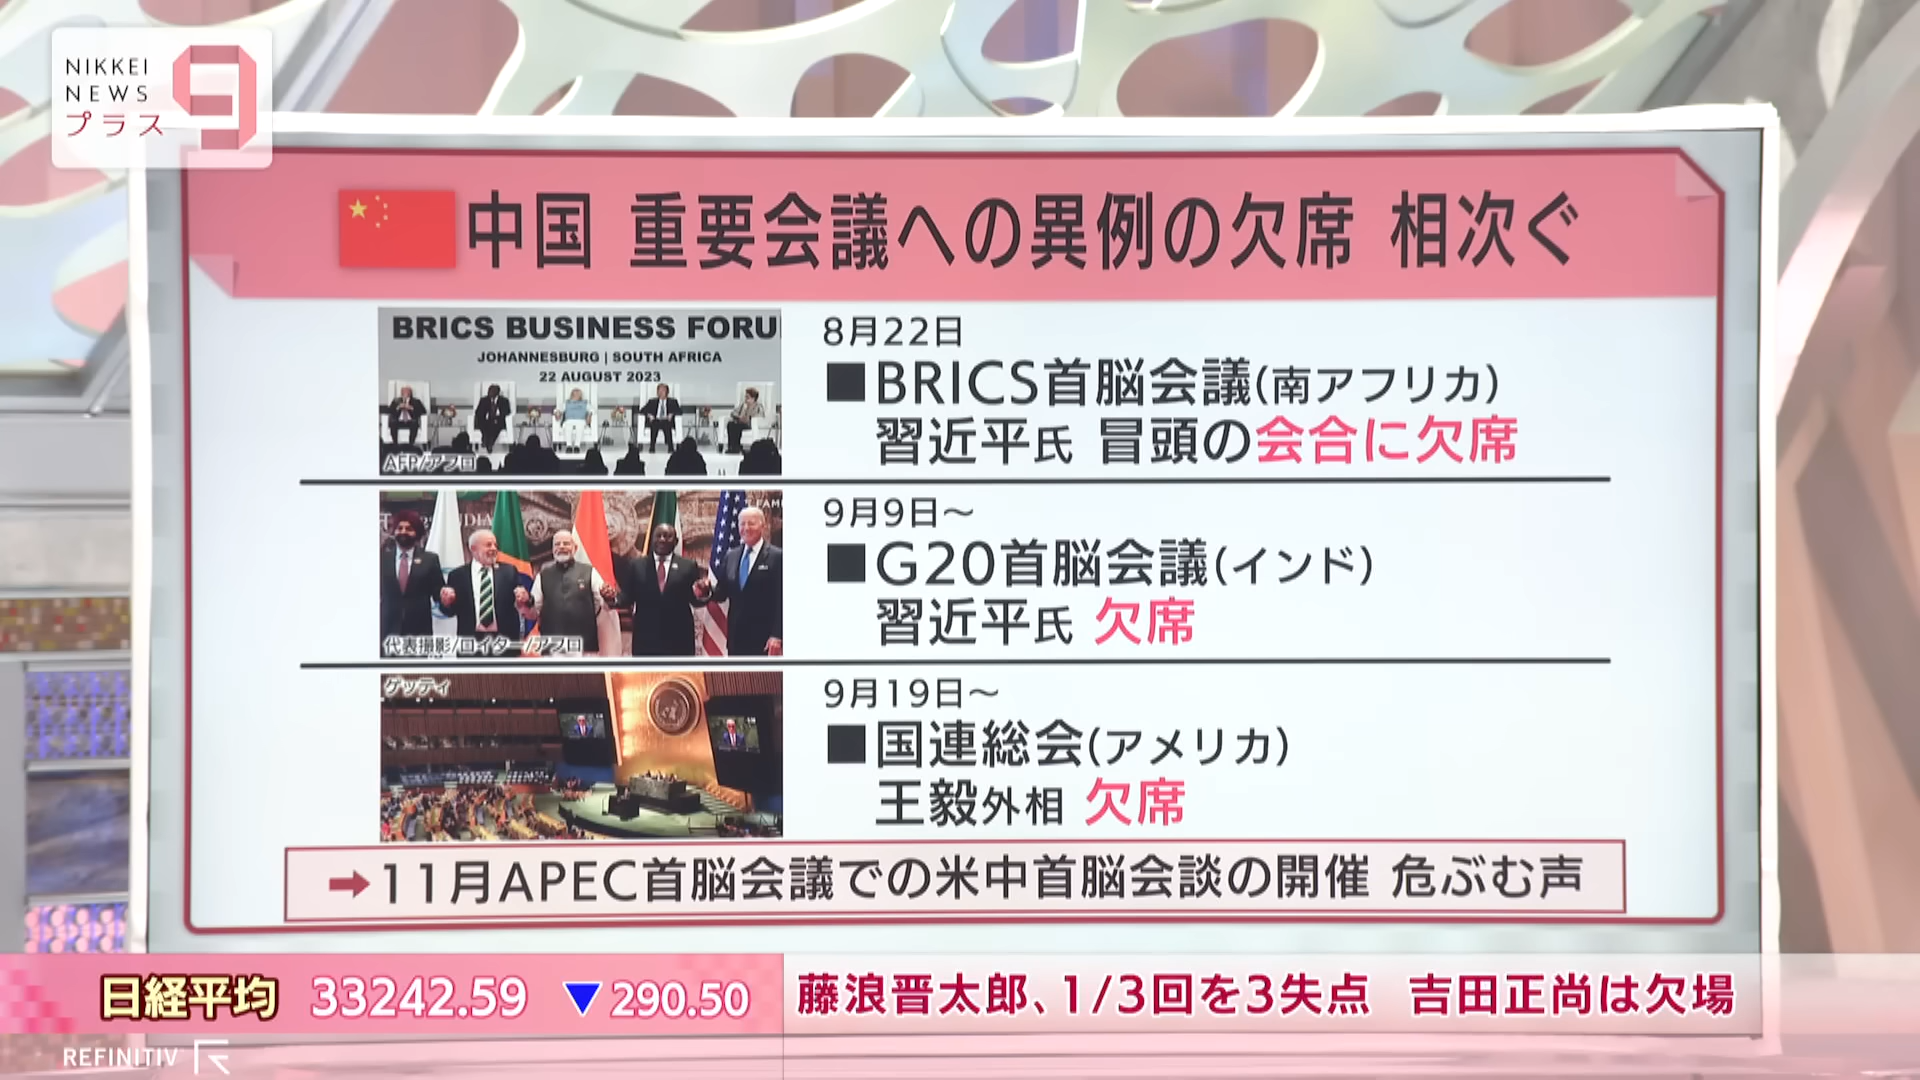 NIKKEI
NEWS
プラス
9
中国 重要会議への異例の欠席 相次ぐ
BRICS BUSINESS FORU
JOHANNESBURG | SOUTH AFRICA
22 AUGUST 2023
AFP/アフロ
8月22日
■BRICS首脳会議(南アフリカ)
習近平氏 冒頭の会合に欠席
代表撮影/ロイター/アフロ
9月9日～
■G20首脳会議(インド)
習近平氏 欠席
ゲッティ
9月19日～
■国連総会(アメリカ)
王毅外相 欠席
➡11月APEC首脳会議での米中首脳会談の開催 危ぶむ声
日経平均 33242.59 ▼290.50
藤浪晋太郎、1/3回を3失点 吉田正尚は欠場
REFINITIV